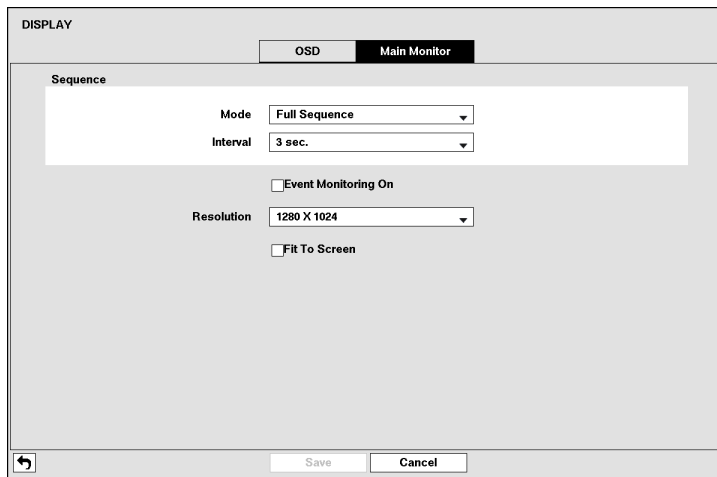 DISPLAY
OSD Main Monitor
Sequence
Mode Full Sequence
Interval 3 sec.
Event Monitoring On
Resolution 1280 X 1024
Fit To Screen
Save Cancel